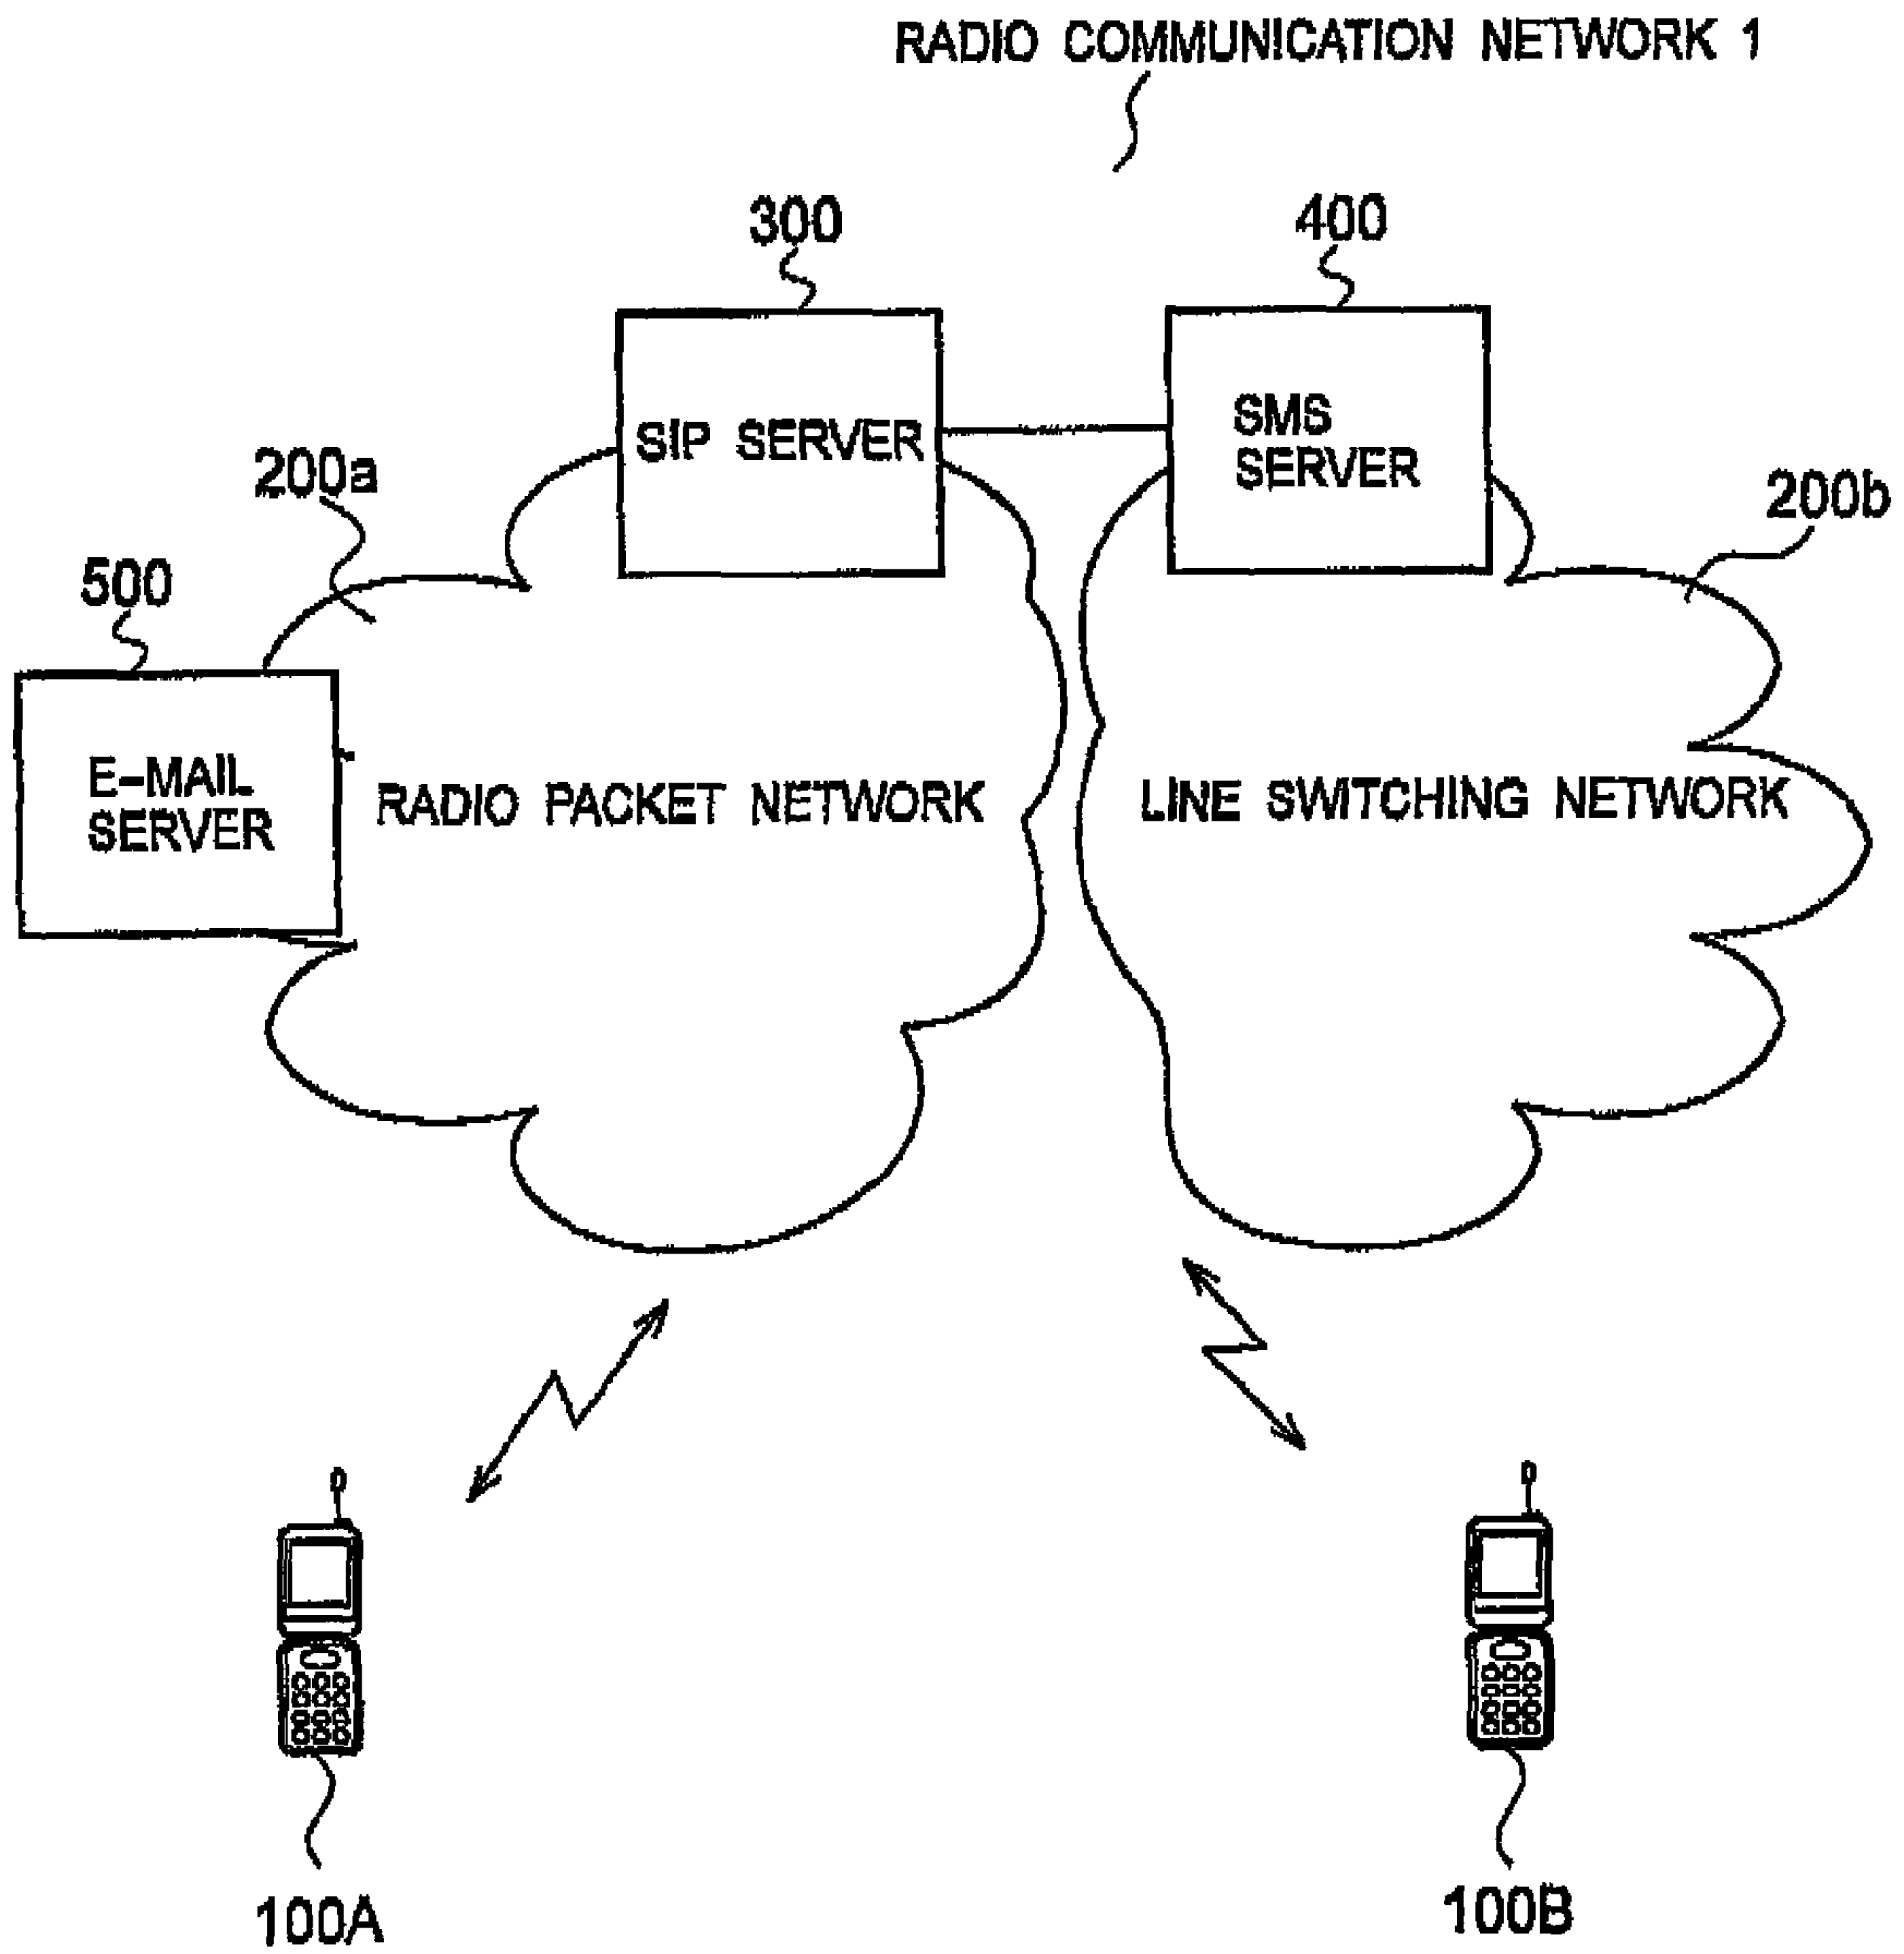 RADIO COMMUNICATION NETWORK 1
300
400
SIP SERVER
SMS
SERVER
200a
200b
500
E-MAIL
SERVER
RADIO PACKET NETWORK
LINE SWITCHING NETWORK
100A
100B